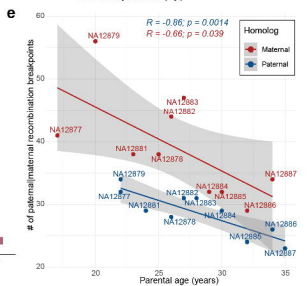 e
R = -0.86; p = 0.0014
R = -0.66; p = 0.039
Homolog
Maternal
Paternal
# of paternal/maternal recombination breakpoints
60
50
40
30
20
NA12879
NA12883
NA12882
NA12877
NA12881
NA12878
NA12887
NA12884
NA12885
NA12886
NA12879
NA12877
NA12882
NA12881
NA12883
NA12878
NA12884
NA12886
NA12885
NA12887
20
25
30
35
Parental age (years)